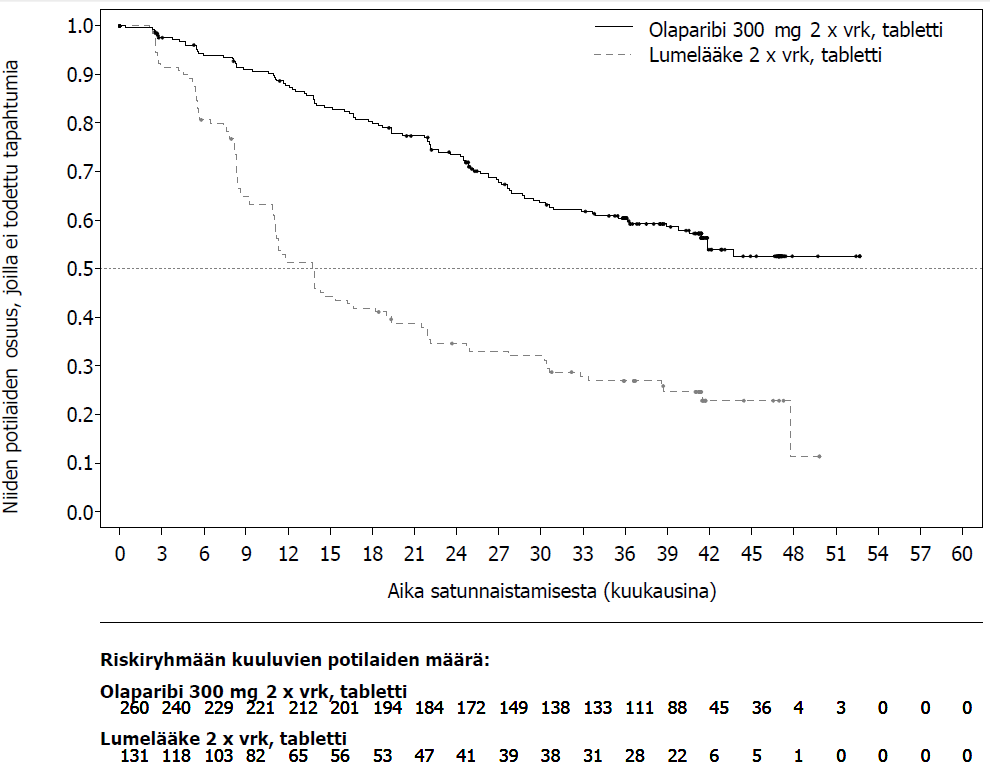 Niiden potilaiden osuus, joilla ei todettu tapahtumia
1.0
0.9
0.8
0.7
0.6
0.5
0.4
0.3
0.2
0.1
0.0
Olaparibi 300 mg 2 x vrk, tabletti
Lumelääke 2 x vrk, tabletti
0 3 6 9 12 15 18 21 24 27 30 33 36 39 42 45 48 51 54 57 60
Aika satunnaistamisesta (kuukausina)
Riskiryhmään kuuluvien potilaiden määrä:
Olaparibi 300 mg 2 x vrk, tabletti
260 240 229 221 212 201 194 184 172 149 138 133 111 88 45 36 4 3 0 0 0
Lumelääke 2 x vrk, tabletti
131 118 103 82 65 56 53 47 41 39 38 31 28 22 6 5 1 0 0 0 0